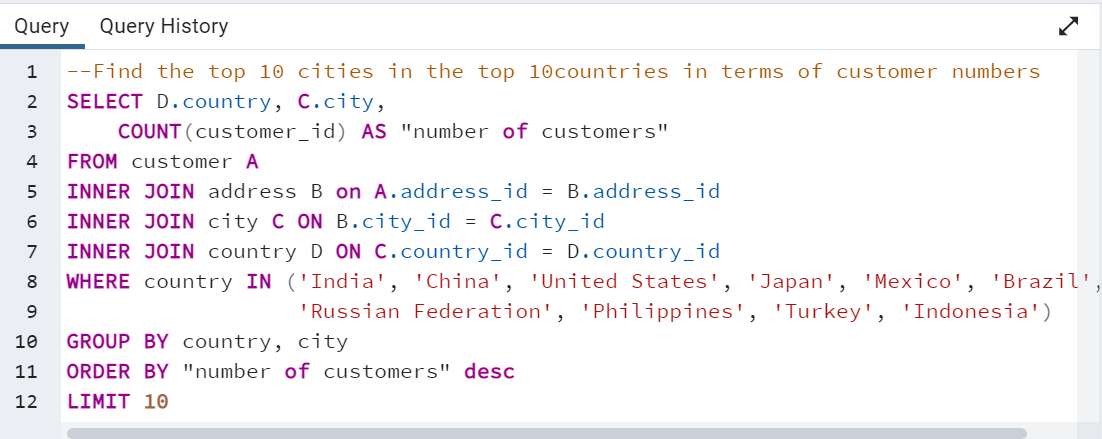 Query Query History
1 --Find the top 10 cities in the top 10countries in terms of customer numbers
2 SELECT D.country, C.city,
3     COUNT(customer_id) AS "number of customers"
4 FROM customer A
5 INNER JOIN address B on A.address_id = B.address_id
6 INNER JOIN city C ON B.city_id = C.city_id
7 INNER JOIN country D ON C.country_id = D.country_id
8 WHERE country IN ('India', 'China', 'United States', 'Japan', 'Mexico', 'Brazil',
9                   'Russian Federation', 'Philippines', 'Turkey', 'Indonesia')
10 GROUP BY country, city
11 ORDER BY "number of customers" desc
12 LIMIT 10